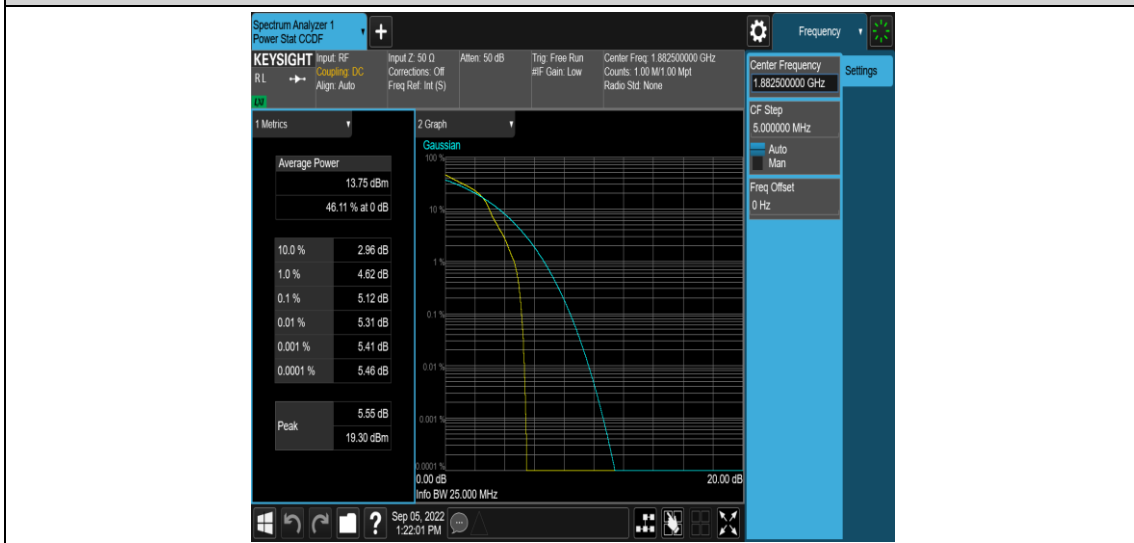 Spectrum Analyzer 1
Power Stat CCDF
+
Frequency
KEYSIGHT
RL
LXI
Input: RF
Coupling: DC
Align: Auto
Input Z: 50 Ω
Corrections: Off
Freq Ref: Int (S)
Atten: 50 dB
Trig: Free Run
#IF Gain: Low
Center Freq: 1.882500000 GHz
Counts: 1.00 M/1.00 Mpt
Radio Std: None
Center Frequency
1.882500000 GHz
Settings
CF Step
5.000000 MHz
Auto
Man
Freq Offset
0 Hz
1 Metrics
Average Power
13.75 dBm
46.11 % at 0 dB
10.0 % 2.96 dB
1.0 % 4.62 dB
0.1 % 5.12 dB
0.01 % 5.31 dB
0.001 % 5.41 dB
0.0001 % 5.46 dB
Peak
5.55 dB
19.30 dBm
2 Graph
Gaussian
100 %
10 %
1 %
0.1 %
0.01 %
0.001 %
0.0001 %
0.00 dB 20.00 dB
Info BW 25.000 MHz
?
Sep 05, 2022
1:22:01 PM